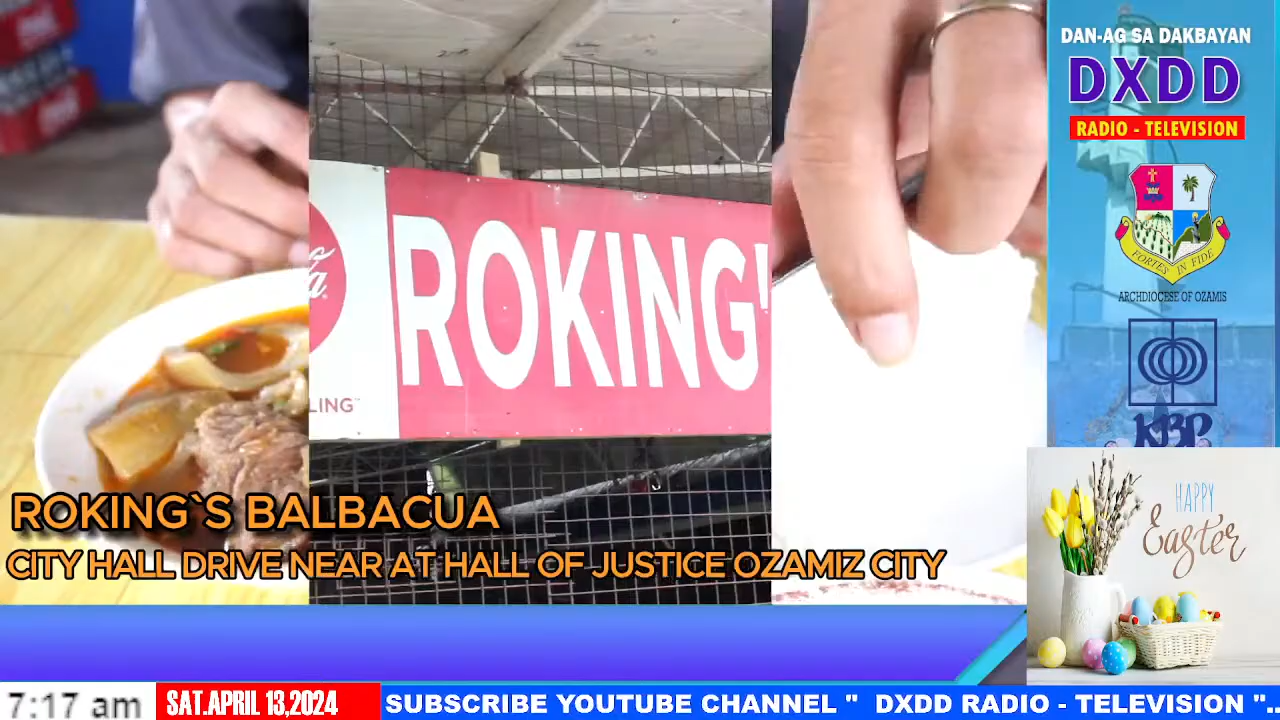 DAN-AG SA DAKBAYAN
DXDD
RADIO - TELEVISION
FORTES IN FIDE
ARCHDIOCESE OF OZAMIS
KBP
ROKING'
LING™
ROKING`S BALBACUA
CITY HALL DRIVE NEAR AT HALL OF JUSTICE OZAMIZ CITY
HAPPY
Easter
7:17 am
SAT.APRIL 13,2024
SUBSCRIBE YOUTUBE CHANNEL " DXDD RADIO - TELEVISION "..